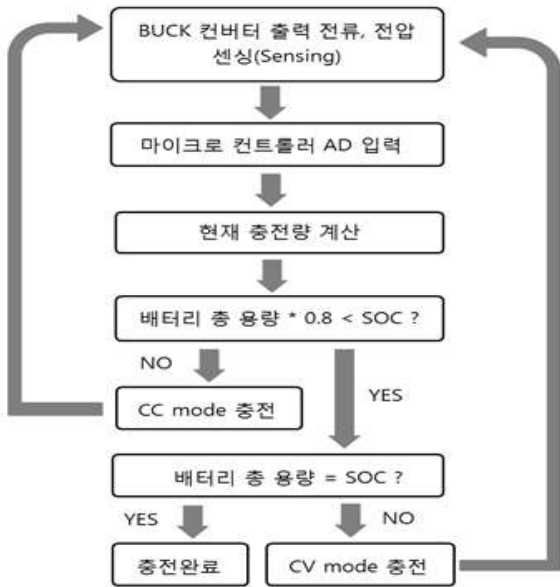 BUCK 컨버터 출력 전류, 전압
센싱(Sensing)
마이크로 컨트롤러 AD 입력
현재 충전량 계산
배터리 총 용량 * 0.8 < SOC ?
NO
YES
CC mode 충전
배터리 총 용량 = SOC ?
YES
NO
충전완료
CV mode 충전